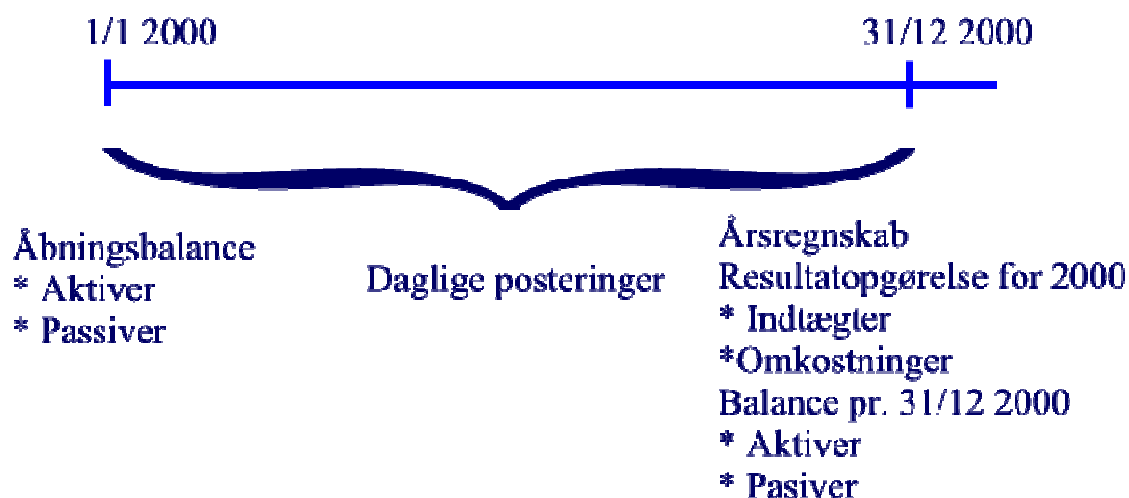 1/1 2000
31/12 2000
Åbningsbalance
* Aktiver
* Passiver
Daglige posteringer
Årsregnskab
Resultatopgørelse for 2000
* Indtægter
*Omkostninger
Balance pr. 31/12 2000
* Aktiver
* Pasiver